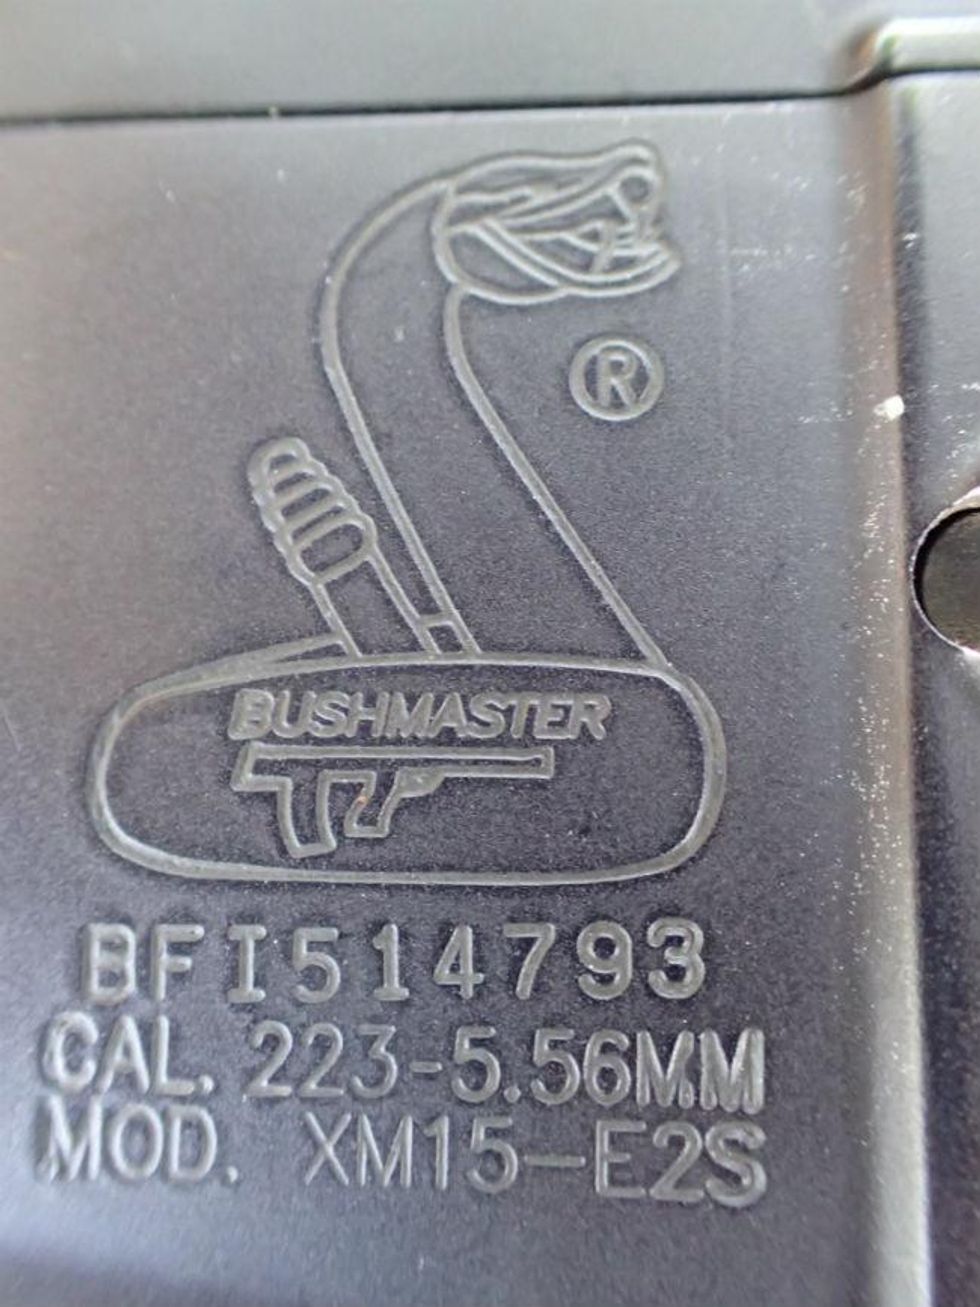 ®
BUSHMASTER
BFI514793
CAL. 223-5.56MM
MOD. XM15-E2S